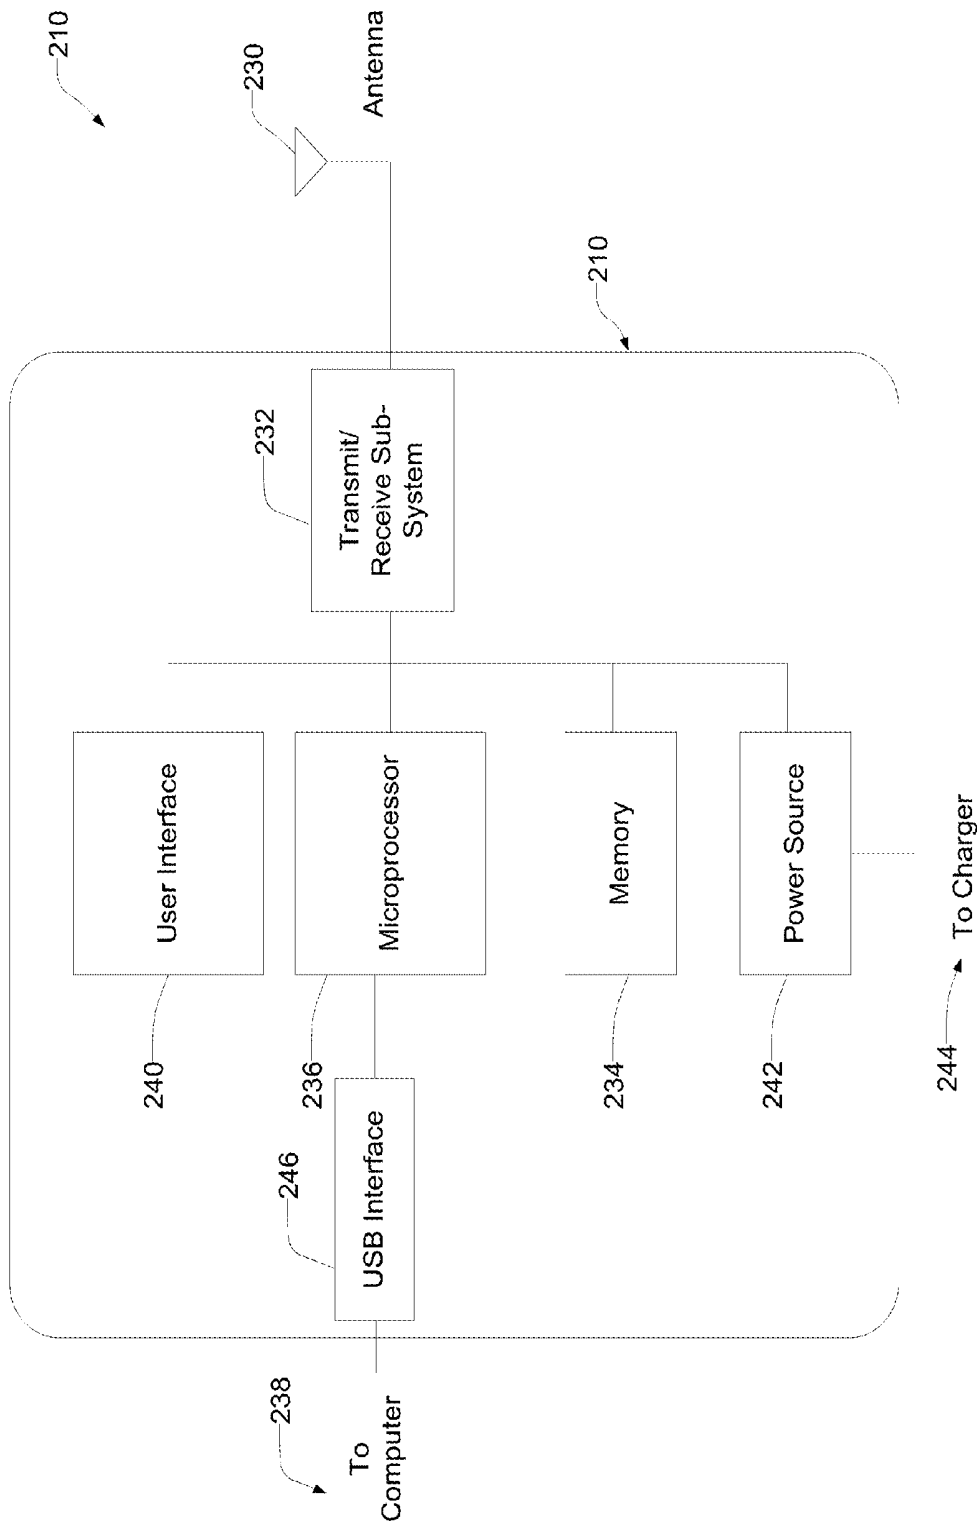 210
230
Antenna
210
232
Transmit/
Receive Sub-
System
User Interface
240
Microprocessor
236
Memory
234
Power Source
242
USB Interface
246
238
To
Computer
244
To Charger